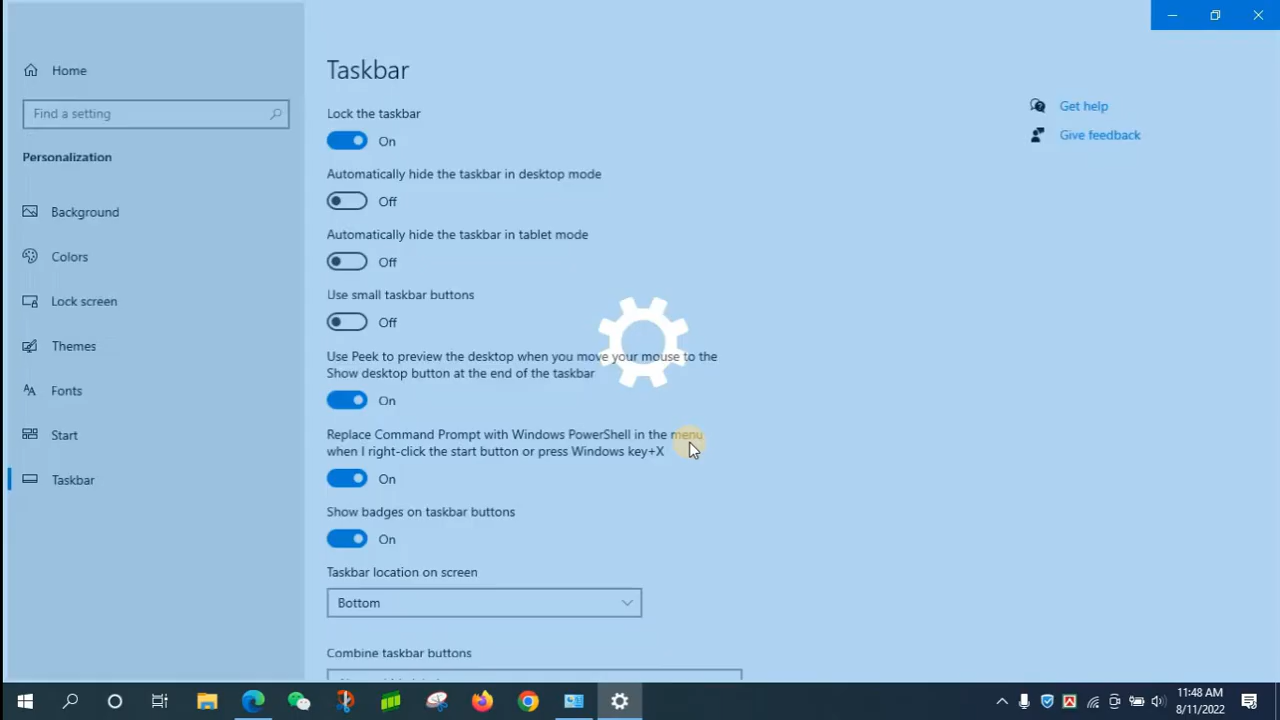 Home
Find a setting
Personalization
Background
Colors
Lock screen
Themes
Fonts
Start
Taskbar
Taskbar
Lock the taskbar
On
Automatically hide the taskbar in desktop mode
Off
Automatically hide the taskbar in tablet mode
Off
Use small taskbar buttons
Off
Use Peek to preview the desktop when you move your mouse to the
Show desktop button at the end of the taskbar
On
Replace Command Prompt with Windows PowerShell in the menu
when I right-click the start button or press Windows key+X
On
Show badges on taskbar buttons
On
Taskbar location on screen
Bottom
Combine taskbar buttons
Get help
Give feedback
11:48 AM
8/11/2022